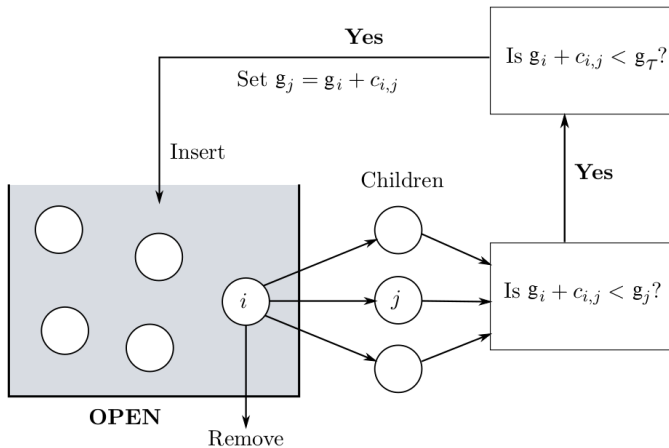 Yes
Set g_j = g_i + c_{i,j}
Is g_i + c_{i,j} < g_τ?
Insert
Yes
Children
i
j
Is g_i + c_{i,j} < g_j?
OPEN
Remove